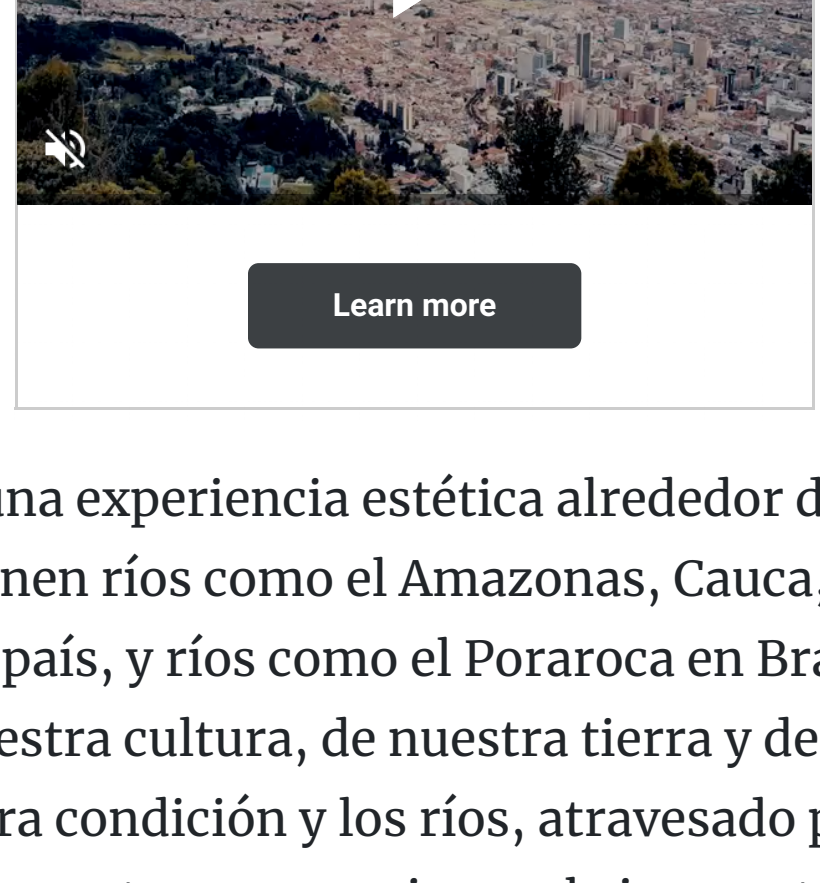 Learn more
una experiencia estética alrededor
nen ríos como el Amazonas, Cauca,
país, y ríos como el Poraroca en Bra
estra cultura, de nuestra tierra y de
ra condición y los ríos, atravesado